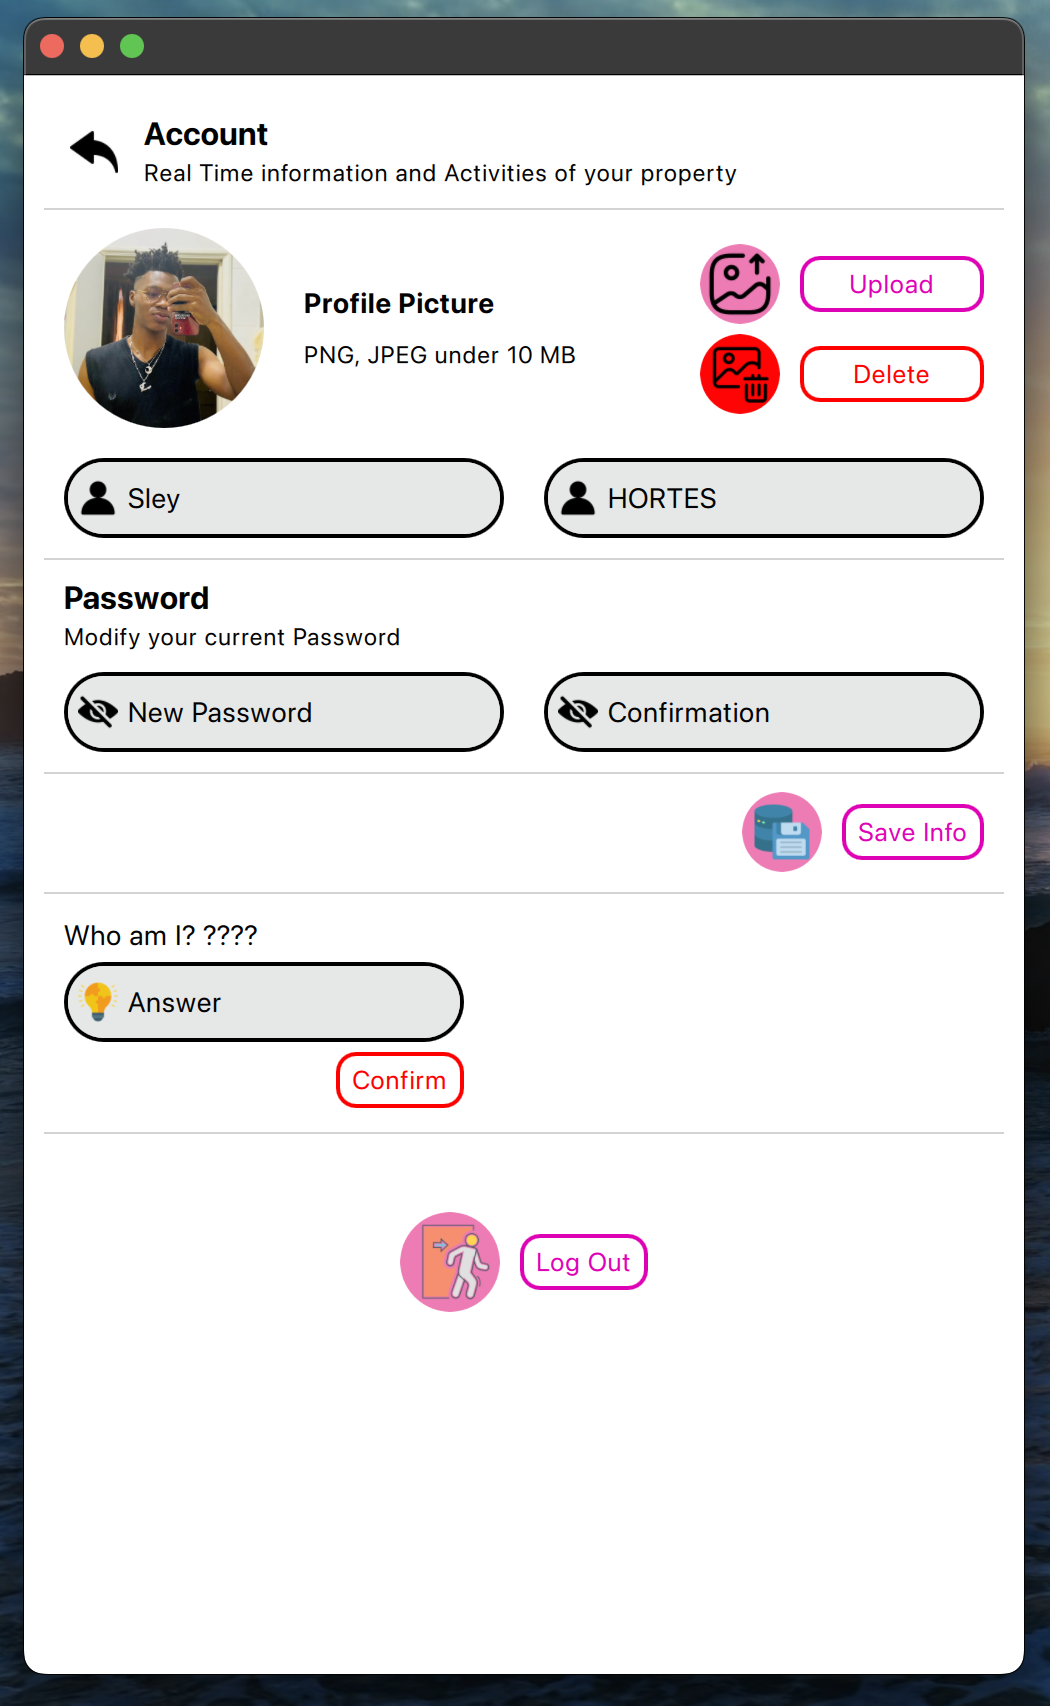 Account
Real Time information and Activities of your property
Profile Picture
PNG, JPEG under 10 MB
Upload
Delete
Sley
HORTES
Password
Modify your current Password
New Password
Confirmation
Save Info
Who am I? ????
Answer
Confirm
Log Out